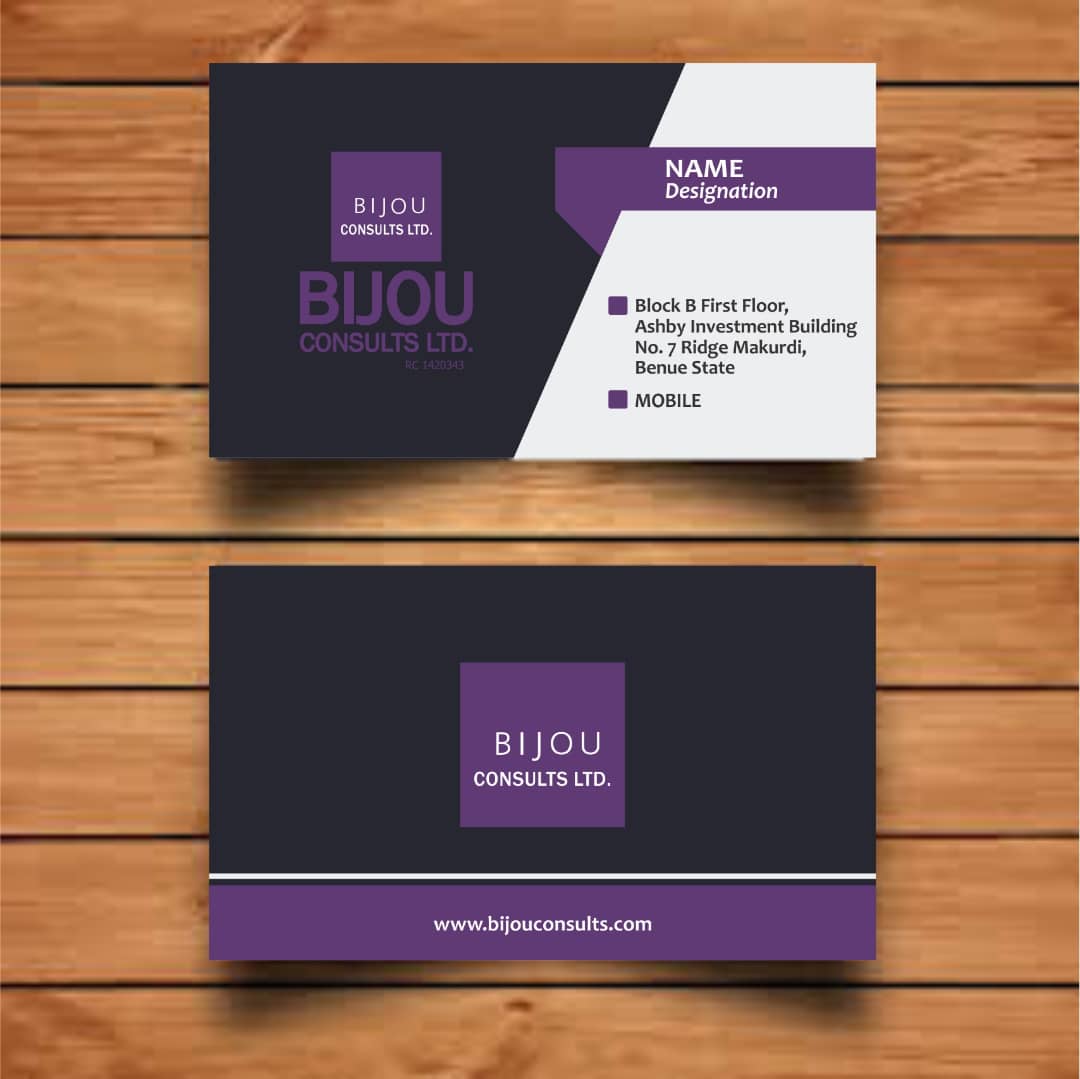 BIJOU
CONSULTS LTD.
BIJOU
CONSULTS LTD.
RC 1420343
NAME
Designation
Block B First Floor,
Ashby Investment Building
No. 7 Ridge Makurdi,
Benue State
MOBILE
BIJOU
CONSULTS LTD.
www.bijouconsults.com